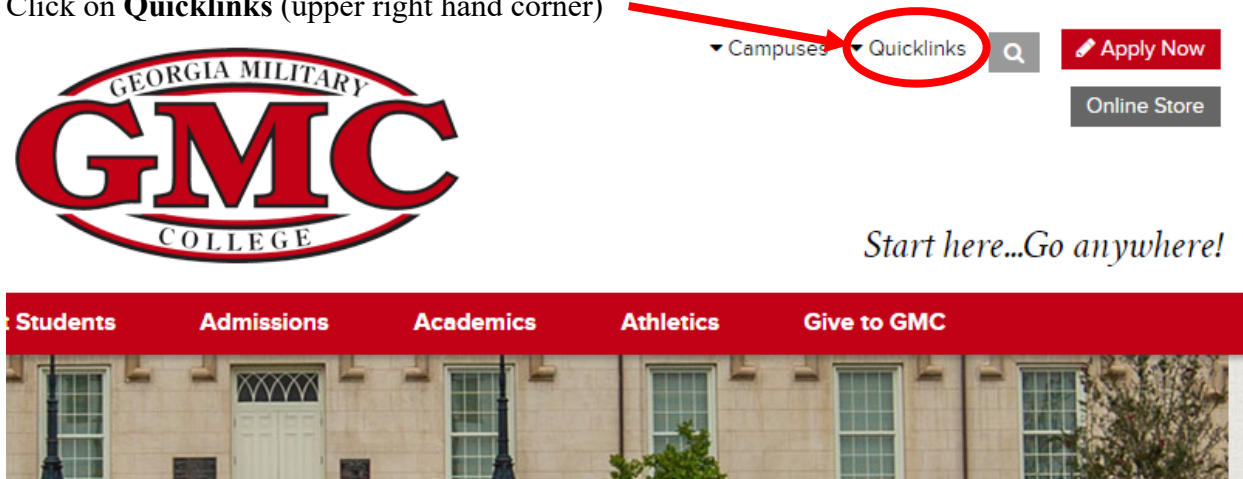 Click on Quicklinks (upper right hand corner)
Campuses Quicklinks Apply Now
Online Store
GEORGIA MILITARY
GMC
COLLEGE
Start here...Go anywhere!
Students Admissions Academics Athletics Give to GMC